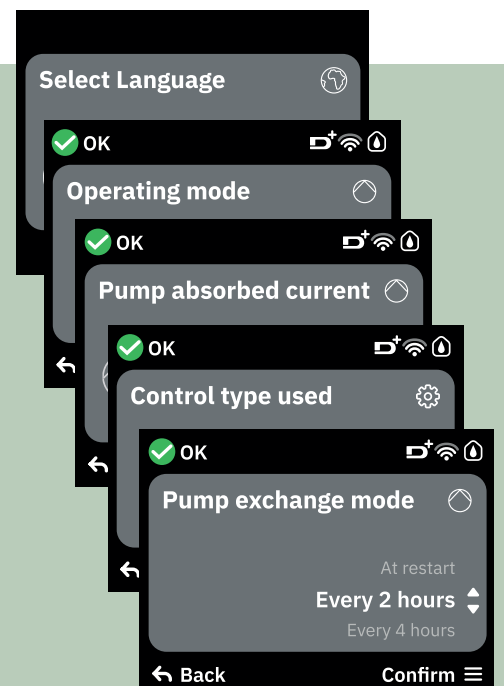 Select Language
OK
D+
Operating mode
OK
D+
Pump absorbed current
OK
D+
Control type used
OK
D+
Pump exchange mode
At restart
Every 2 hours
Every 4 hours
Back
Confirm